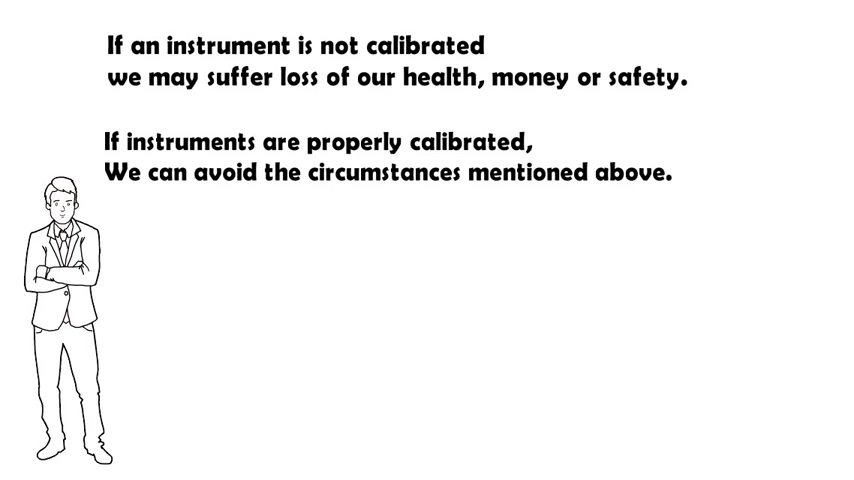 If an instrument is not calibrated
we may suffer loss of our health, money or safety.
If instruments are properly calibrated,
We can avoid the circumstances mentioned above.